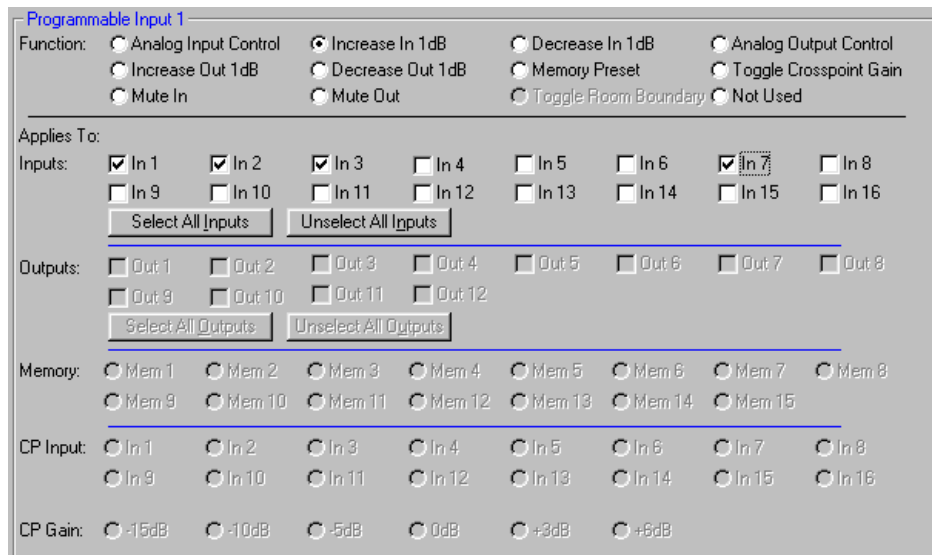 Programmable Input 1
Function: Analog Input Control Increase In 1dB Decrease In 1dB Analog Output Control
Increase Out 1dB Decrease Out 1dB Memory Preset Toggle Crosspoint Gain
Mute In Mute Out Toggle Room Boundary Not Used
Applies To:
Inputs: In 1 In 2 In 3 In 4 In 5 In 6 In 7 In 8
In 9 In 10 In 11 In 12 In 13 In 14 In 15 In 16
Select All Inputs Unselect All Inputs
Outputs: Out 1 Out 2 Out 3 Out 4 Out 5 Out 6 Out 7 Out 8
Out 9 Out 10 Out 11 Out 12
Select All Outputs Unselect All Outputs
Memory: Mem 1 Mem 2 Mem 3 Mem 4 Mem 5 Mem 6 Mem 7 Mem 8
Mem 9 Mem 10 Mem 11 Mem 12 Mem 13 Mem 14 Mem 15
CP Input: In 1 In 2 In 3 In 4 In 5 In 6 In 7 In 8
In 9 In 10 In 11 In 12 In 13 In 14 In 15 In 16
CP Gain: -15dB -10dB -5dB 0dB +3dB +6dB